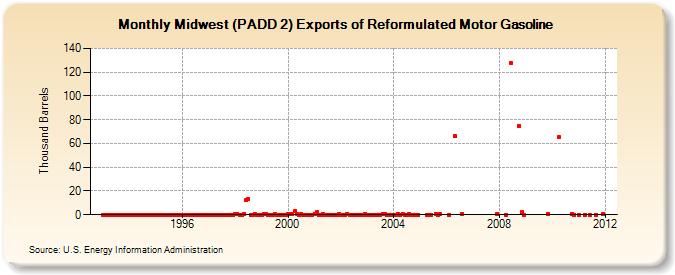 Monthly Midwest (PADD 2) Exports of Reformulated Motor Gasoline
Thousand Barrels
140
120
100
80
60
40
20
0
1996 2000 2004 2008 2012
Source: U.S. Energy Information Administration